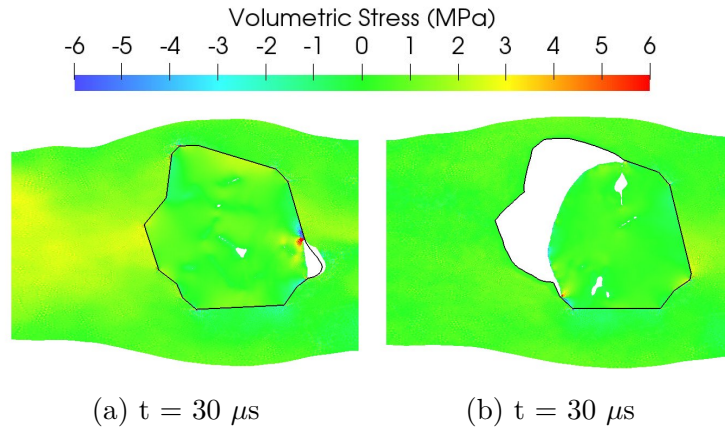 Volumetric Stress (MPa)
-6 -5 -4 -3 -2 -1 0 1 2 3 4 5 6
(a) t = 30 μs
(b) t = 30 μs